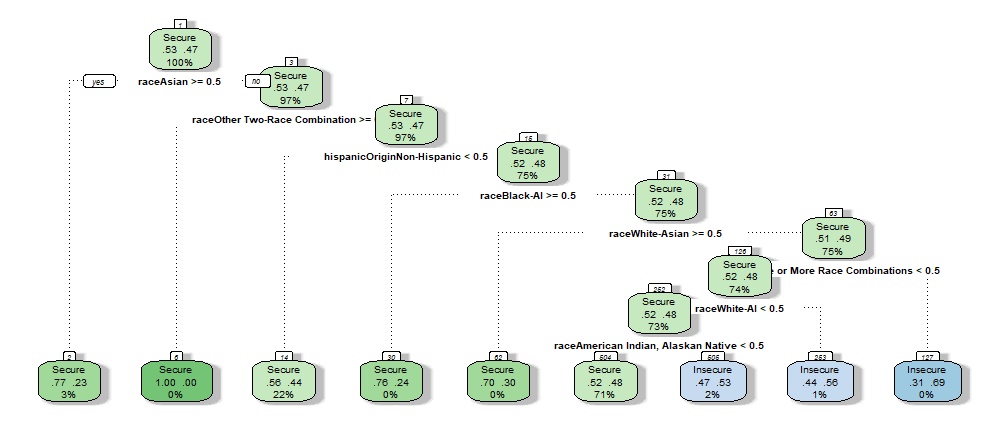 1
Secure
.53 .47
100%
yes
raceAsian >= 0.5
no
3
Secure
.53 .47
97%
raceOther Two-Race Combination >=
7
Secure
.53 .47
97%
hispanicOriginNon-Hispanic < 0.5
15
Secure
.52 .48
75%
raceBlack-AI >= 0.5
31
Secure
.52 .48
75%
raceWhite-Asian >= 0.5
63
Secure
.51 .49
75%
or More Race Combinations < 0.5
126
Secure
.52 .48
74%
raceWhite-AI < 0.5
252
Secure
.52 .48
73%
raceAmerican Indian, Alaskan Native < 0.5
2
Secure
.77 .23
3%
6
Secure
1.00 .00
0%
14
Secure
.56 .44
22%
30
Secure
.76 .24
0%
62
Secure
.70 .30
0%
504
Secure
.52 .48
71%
505
Insecure
.47 .53
2%
253
Insecure
.44 .56
1%
127
Insecure
.31 .69
0%